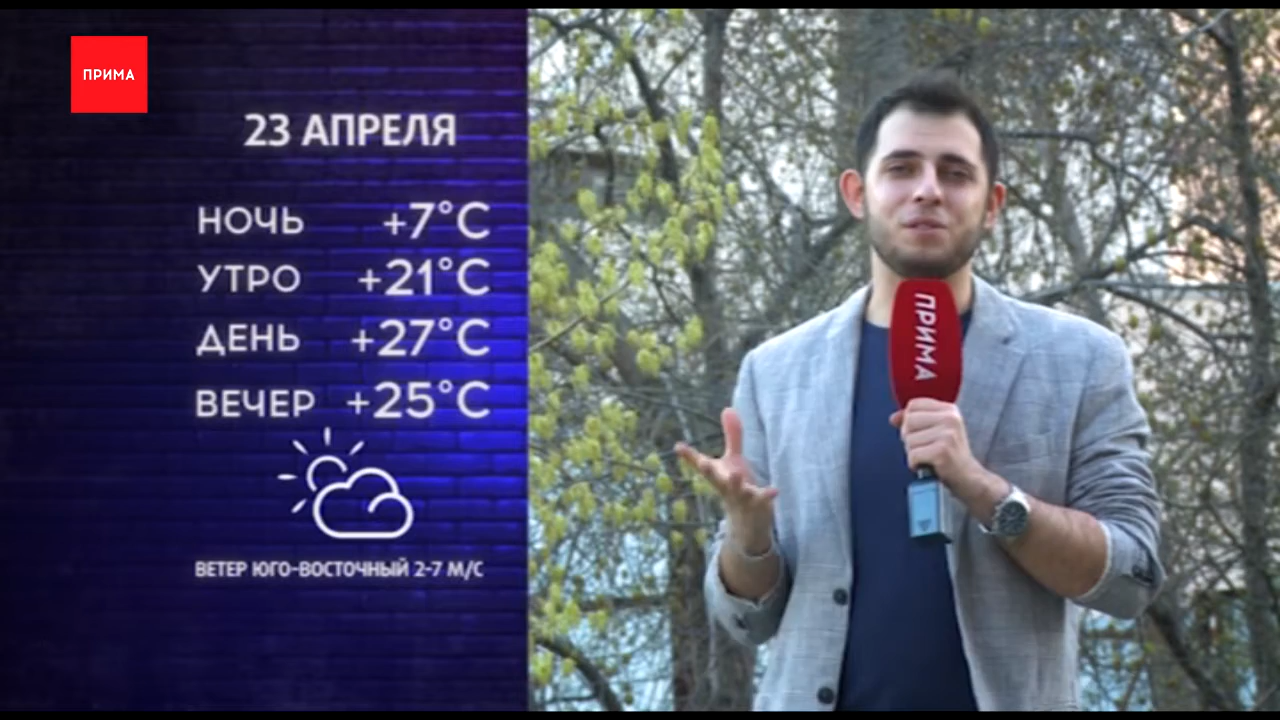 ПРИМА
23 АПРЕЛЯ
НОЧЬ +7°C
УТРО +21°C
ДЕНЬ +27°C
ВЕЧЕР +25°C
ВЕТЕР ЮГО-ВОСТОЧНЫЙ 2-7 М/С
ПРИМА